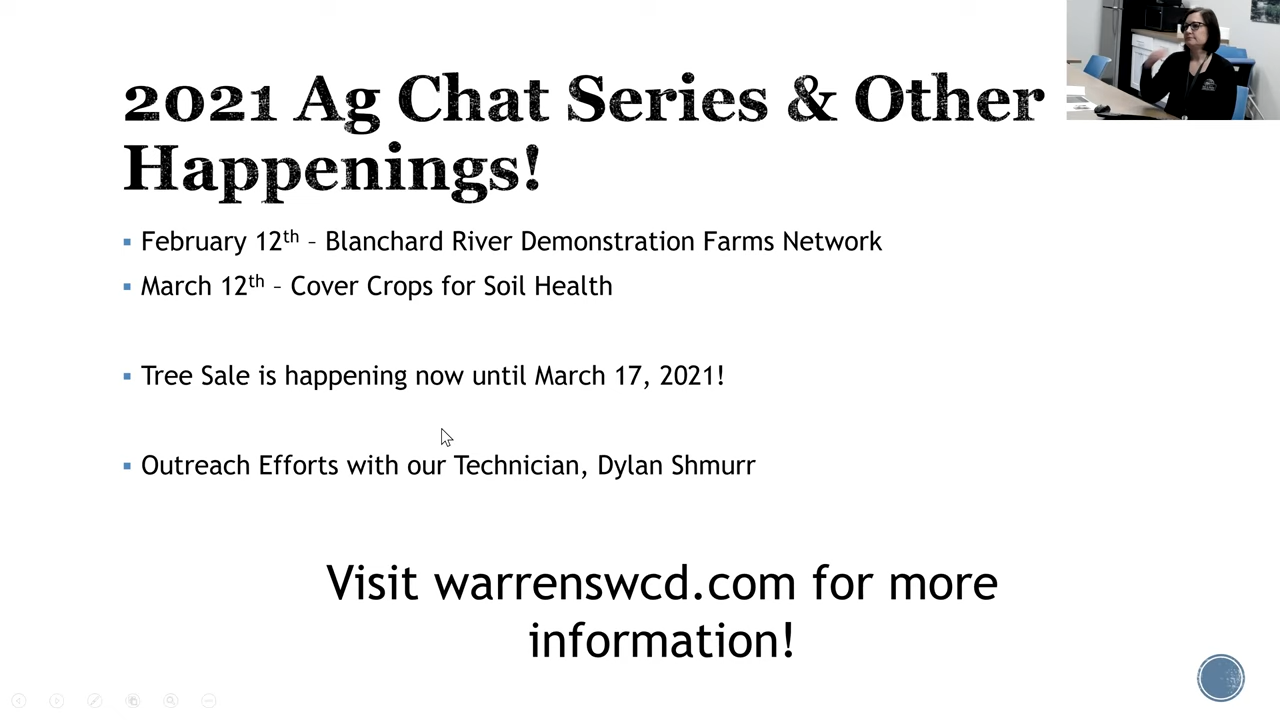 2021 Ag Chat Series & Other
Happenings!
February 12th – Blanchard River Demonstration Farms Network
March 12th – Cover Crops for Soil Health
Tree Sale is happening now until March 17, 2021!
Outreach Efforts with our Technician, Dylan Shmurr
Visit warrenswcd.com for more
information!